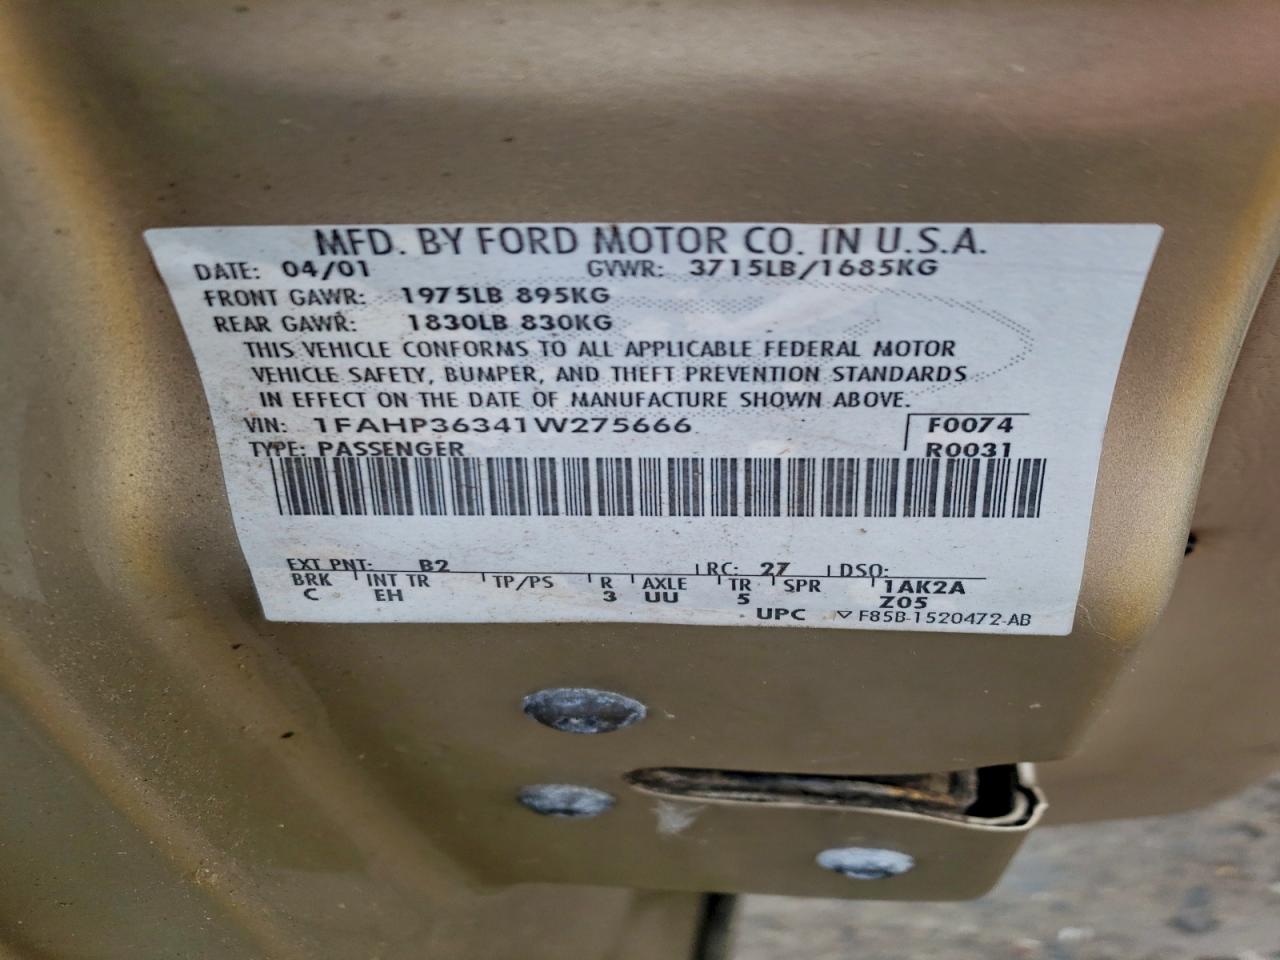 MFD. BY FORD MOTOR CO. IN U.S.A.
DATE: 04/01 GVWR: 3715LB/1685KG
FRONT GAWR: 1975LB 895KG
REAR GAWR: 1830LB 830KG
THIS VEHICLE CONFORMS TO ALL APPLICABLE FEDERAL MOTOR
VEHICLE SAFETY, BUMPER, AND THEFT PREVENTION STANDARDS
IN EFFECT ON THE DATE OF MANUFACTURE SHOWN ABOVE.
VIN: 1FAHP36341W275666 F0074
TYPE: PASSENGER R0031
EXT PNT: B2 RC: 27 DSO:
BRK INT TR TP/PS R AXLE TR SPR 1AK2A
C EH 3 UU 5 Z05
UPC ▽ F85B-1520472-AB